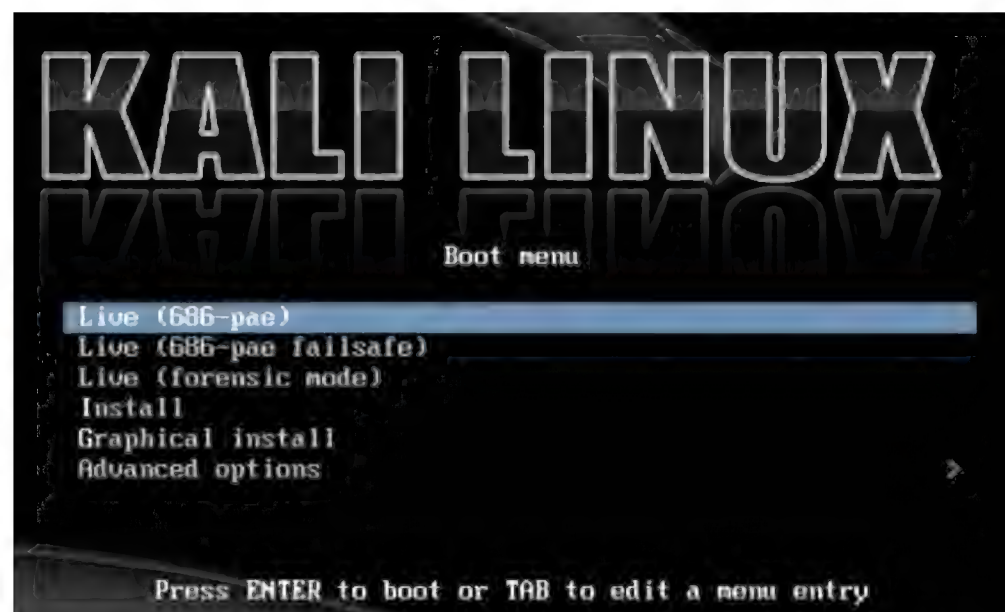 KALI LINUX
Boot menu
Live (686-pae)
Live (686-pae failsafe)
Live (forensic mode)
Install
Graphical install
Advanced options >
Press ENTER to boot or TAB to edit a menu entry